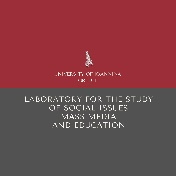 UNIVERSITY OF IOANNINA
LABORATORY FOR THE STUDY
OF SOCIAL ISSUES
MASS MEDIA
AND EDUCATION